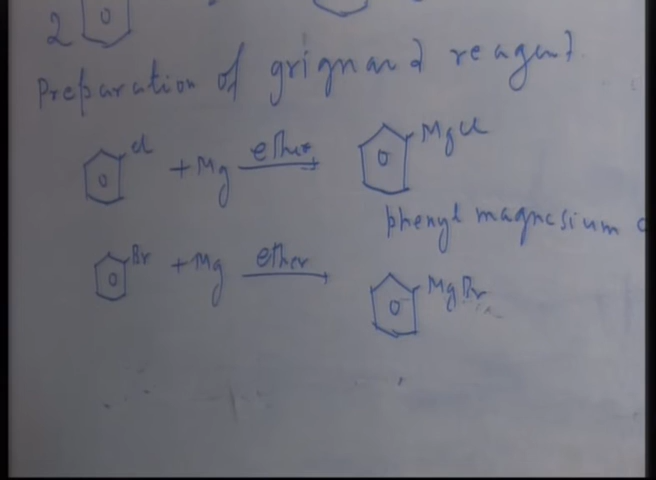 2
Preparation of grignard reagent
Cl + Mg ether MgCl
phenyl magnesium
Br + Mg ether MgBr